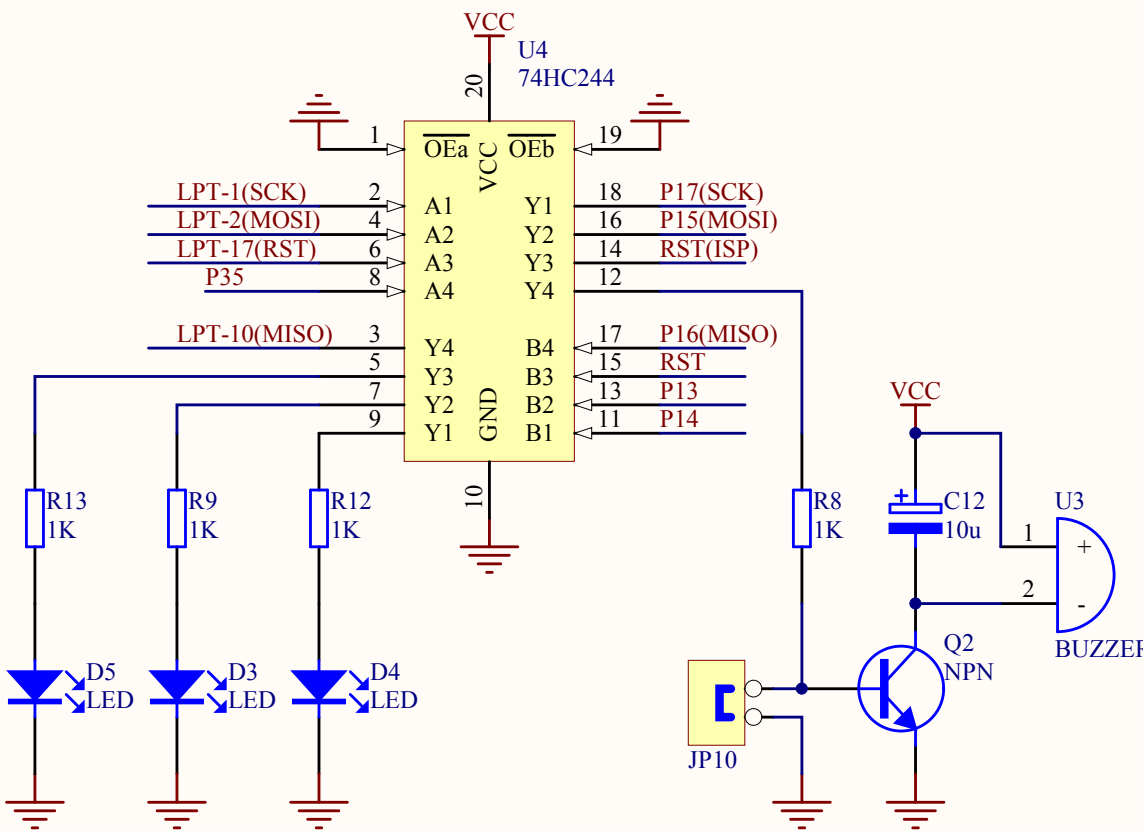 VCC
U4
74HC244
20
1
OEa
VCC
OEb
19
LPT-1(SCK)
2
A1
Y1
18
P17(SCK)
LPT-2(MOSI)
4
A2
Y2
16
P15(MOSI)
LPT-17(RST)
6
A3
Y3
14
RST(ISP)
P35
8
A4
Y4
12
LPT-10(MISO)
3
Y4
B4
17
P16(MISO)
5
Y3
B3
15
RST
7
Y2
B2
13
P13
9
Y1
GND
B1
11
P14
VCC
10
R13
1K
R9
1K
R12
1K
R8
1K
+
C12
10u
U3
1
+
2
-
BUZZER
Q2
NPN
D5
LED
D3
LED
D4
LED
JP10